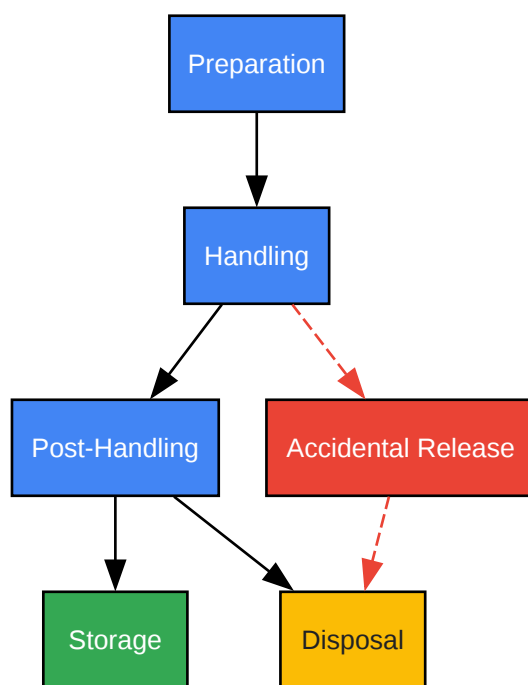 Preparation
Handling
Post-Handling
Accidental Release
Storage
Disposal